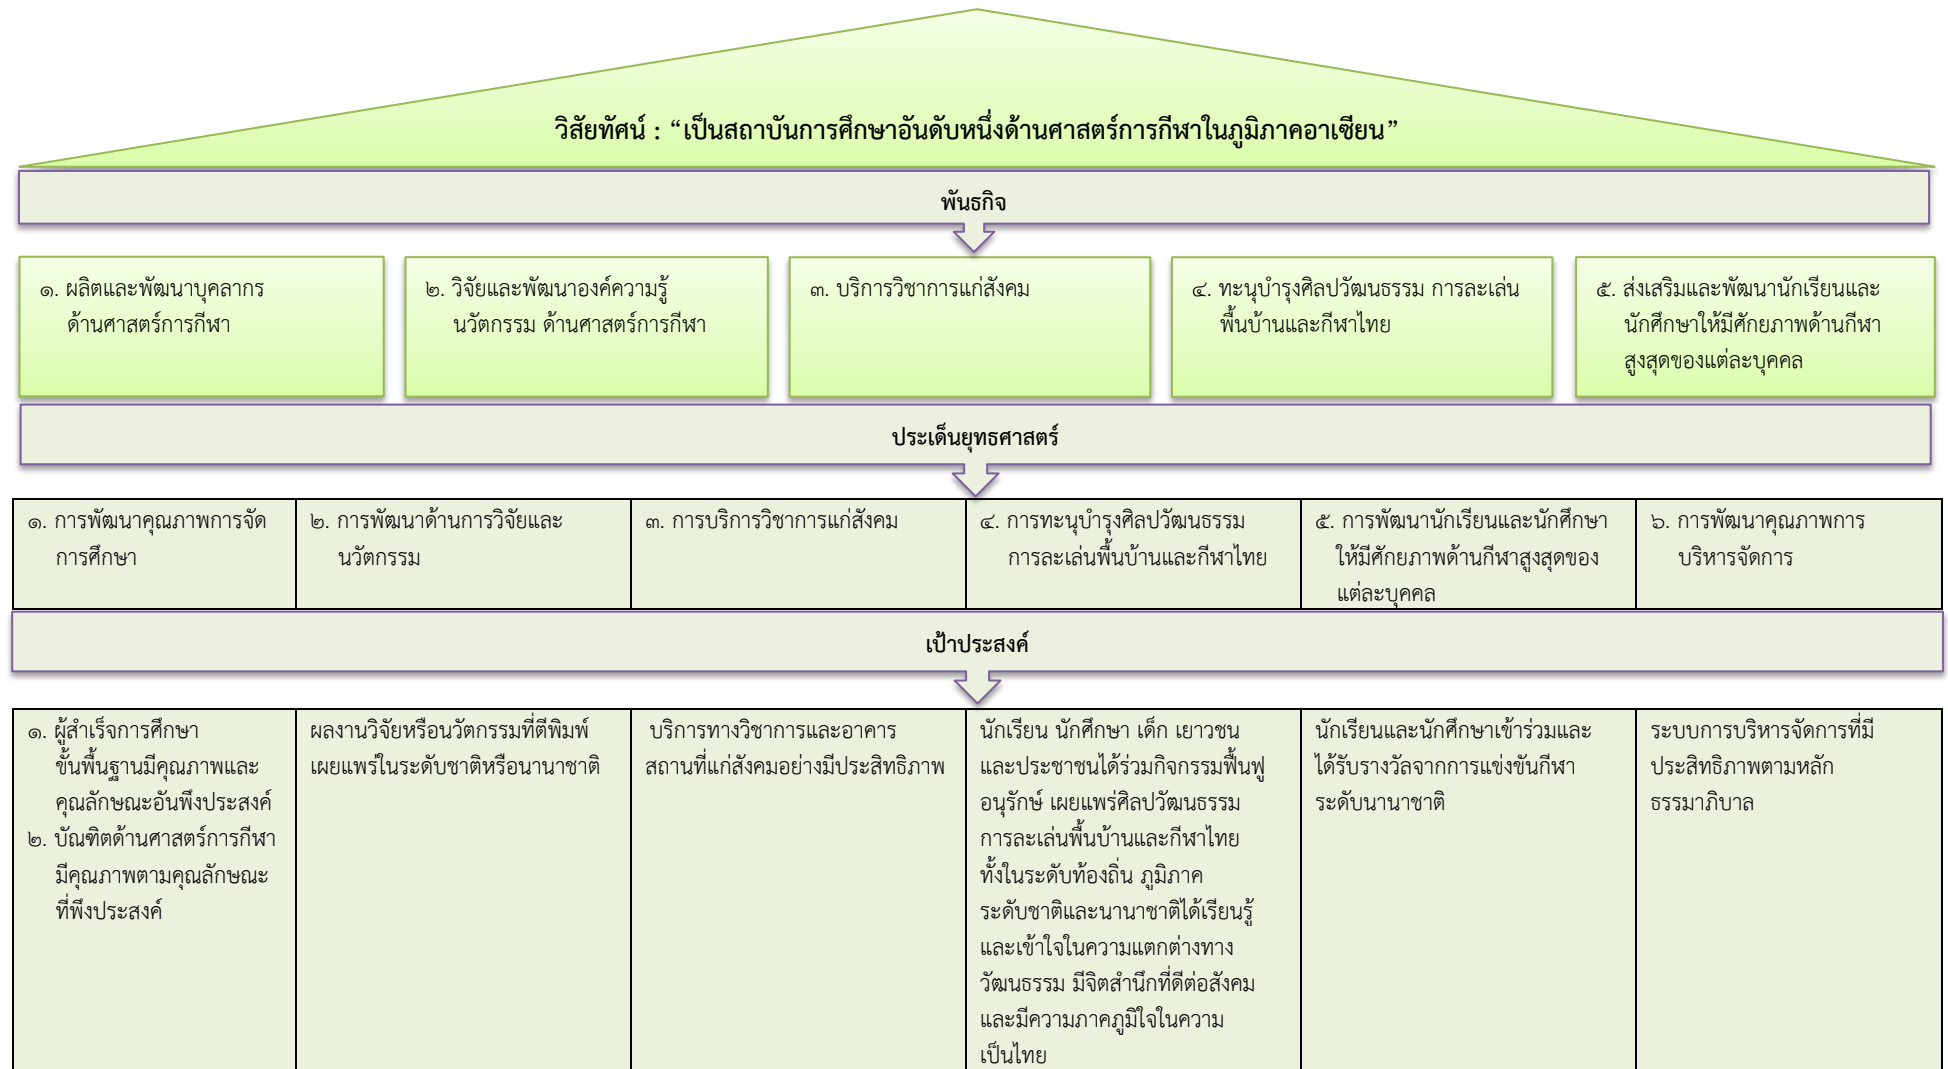 วิสัยทัศน์ : “เป็นสถาบันการศึกษาอันดับหนึ่งด้านศาสตร์การกีฬาในภูมิภาคอาเซียน”
พันธกิจ
๑. ผลิตและพัฒนาบุคลากร
ด้านศาสตร์การกีฬา
๒. วิจัยและพัฒนาองค์ความรู้
นวัตกรรม ด้านศาสตร์การกีฬา
๓. บริการวิชาการแก่สังคม
๔. ทะนุบำรุงศิลปวัฒนธรรม การละเล่น
พื้นบ้านและกีฬาไทย
๕. ส่งเสริมและพัฒนานักเรียนและ
นักศึกษาให้มีศักยภาพด้านกีฬา
สูงสุดของแต่ละบุคคล
ประเด็นยุทธศาสตร์
๑. การพัฒนาคุณภาพการจัด
การศึกษา
๒. การพัฒนาด้านการวิจัยและ
นวัตกรรม
๓. การบริการวิชาการแก่สังคม
๔. การทะนุบำรุงศิลปวัฒนธรรม
การละเล่นพื้นบ้านและกีฬาไทย
๕. การพัฒนานักเรียนและนักศึกษา
ให้มีศักยภาพด้านกีฬาสูงสุดของ
แต่ละบุคคล
๖. การพัฒนาคุณภาพการ
บริหารจัดการ
เป้าประสงค์
๑. ผู้สำเร็จการศึกษา
ขั้นพื้นฐานมีคุณภาพและ
คุณลักษณะอันพึงประสงค์
๒. บัณฑิตด้านศาสตร์การกีฬา
มีคุณภาพตามคุณลักษณะ
ที่พึงประสงค์
ผลงานวิจัยหรือนวัตกรรมที่ตีพิมพ์
เผยแพร่ในระดับชาติหรือนานาชาติ
บริการทางวิชาการและอาคาร
สถานที่แก่สังคมอย่างมีประสิทธิภาพ
นักเรียน นักศึกษา เด็ก เยาวชน
และประชาชนได้ร่วมกิจกรรมฟื้นฟู
อนุรักษ์ เผยแพร่ศิลปวัฒนธรรม
การละเล่นพื้นบ้านและกีฬาไทย
ทั้งในระดับท้องถิ่น ภูมิภาค
ระดับชาติและนานาชาติได้เรียนรู้
และเข้าใจในความแตกต่างทาง
วัฒนธรรม มีจิตสำนึกที่ดีต่อสังคม
และมีความภาคภูมิใจในความ
เป็นไทย
นักเรียนและนักศึกษาเข้าร่วมและ
ได้รับรางวัลจากการแข่งขันกีฬา
ระดับนานาชาติ
ระบบการบริหารจัดการที่มี
ประสิทธิภาพตามหลัก
ธรรมาภิบาล